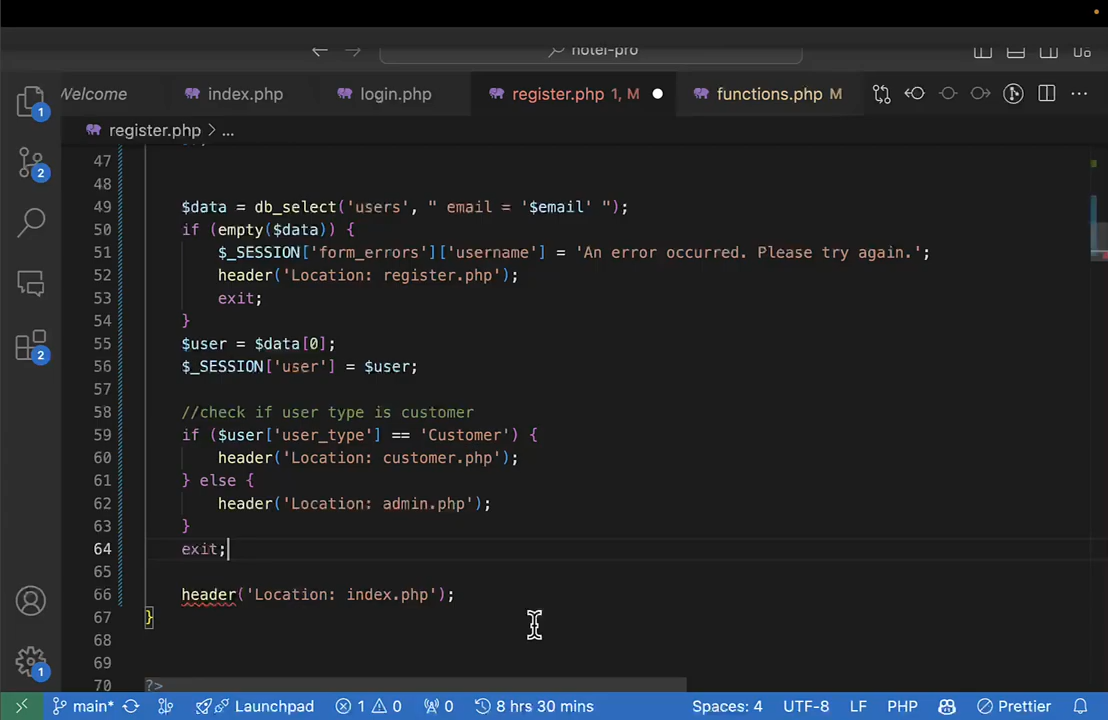 hotel-pro
Welcome
index.php
login.php
register.php 1, M
functions.php M
register.php > ...
47
48
49 $data = db_select('users', " email = '$email' ");
50 if (empty($data)) {
51 $_SESSION['form_errors']['username'] = 'An error occurred. Please try again.';
52 header('Location: register.php');
53 exit;
54 }
55 $user = $data[0];
56 $_SESSION['user'] = $user;
57
58 //check if user type is customer
59 if ($user['user_type'] == 'Customer') {
60 header('Location: customer.php');
61 } else {
62 header('Location: admin.php');
63 }
64 exit;
65
66 header('Location: index.php');
67 }
68
69
70 ?>
1
2
2
1
main* Launchpad 1 0 0 8 hrs 30 mins Spaces: 4 UTF-8 LF PHP Prettier